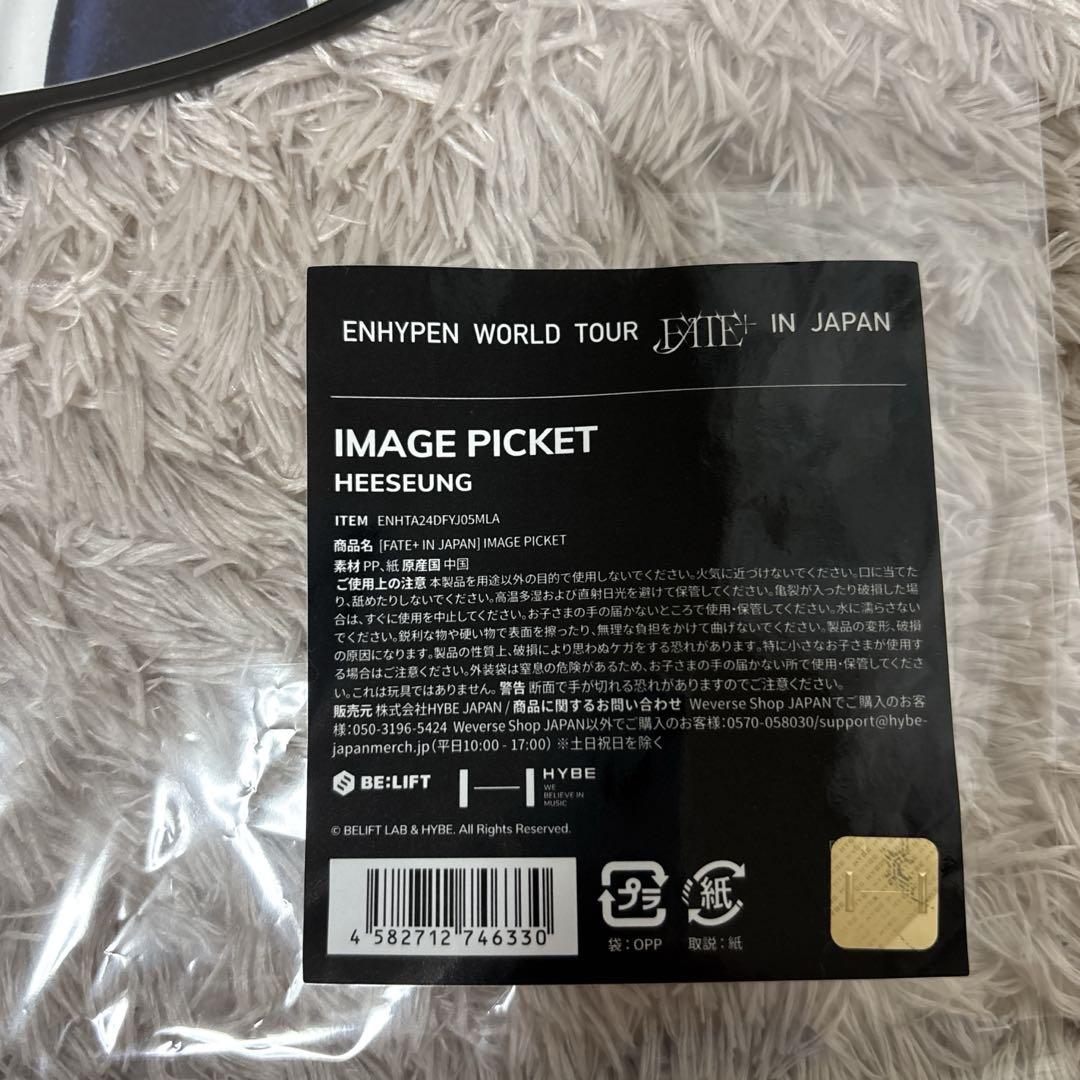 ENHYPEN WORLD TOUR FATE+ IN JAPAN
IMAGE PICKET
HEESEUNG
ITEM ENHTA24DFYJ05MLA
商品名 [FATE+ IN JAPAN] IMAGE PICKET
素材 PP、紙 原産国 中国
ご使用上の注意 本製品を用途以外の目的で使用しないでください。火気に近づけないでください。口に当てた
り、舐めたりしないでください。高温多湿および直射日光を避けて保管してください。亀裂が入ったり破損した場
合は、すぐに使用を中止してください。お子さまの手の届かないところで使用・保管してください。水に濡らさない
でください。鋭利な物や硬い物で表面を擦ったり、無理な負担をかけて曲げないでください。製品の変形、破損
の原因になります。製品の性質上、破損により思わぬケガをする恐れがあります。特に小さなお子さまが使用す
る場合はご注意ください。外装袋は窒息の危険があるため、お子さまの手の届かない所で使用・保管してくださ
い。これは玩具ではありません。警告 断面で手が切れる恐れがありますのでご注意ください。
販売元 株式会社HYBE JAPAN / 商品に関するお問い合わせ Weverse Shop JAPANでご購入のお客
様：050-3196-5424 Weverse Shop JAPAN以外でご購入のお客様：0570-058030/support@hybe-
japanmerch.jp（平日10:00 - 17:00） ※土日祝日を除く
BE:LIFT
HYBE
WE
BELIEVE IN
MUSIC
© BELIFT LAB & HYBE. All Rights Reserved.
4 582712 746330
プラ
紙
袋：OPP
取説：紙